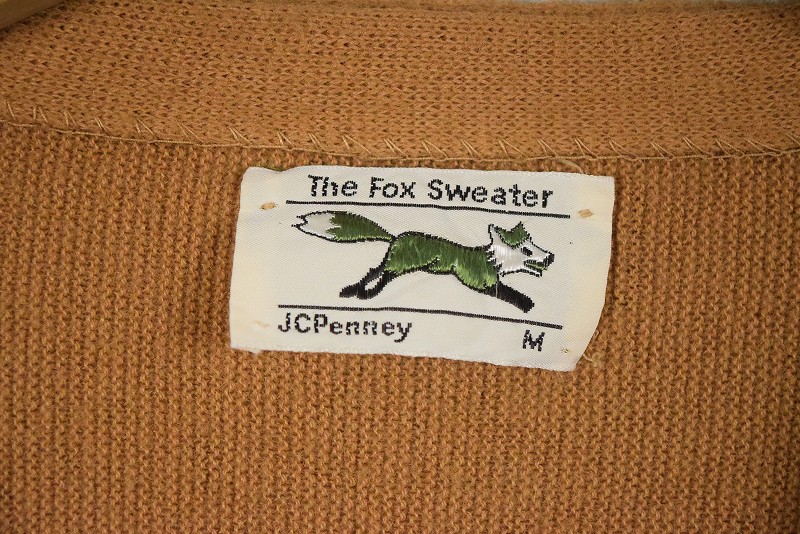 The Fox Sweater
JCPenney
M